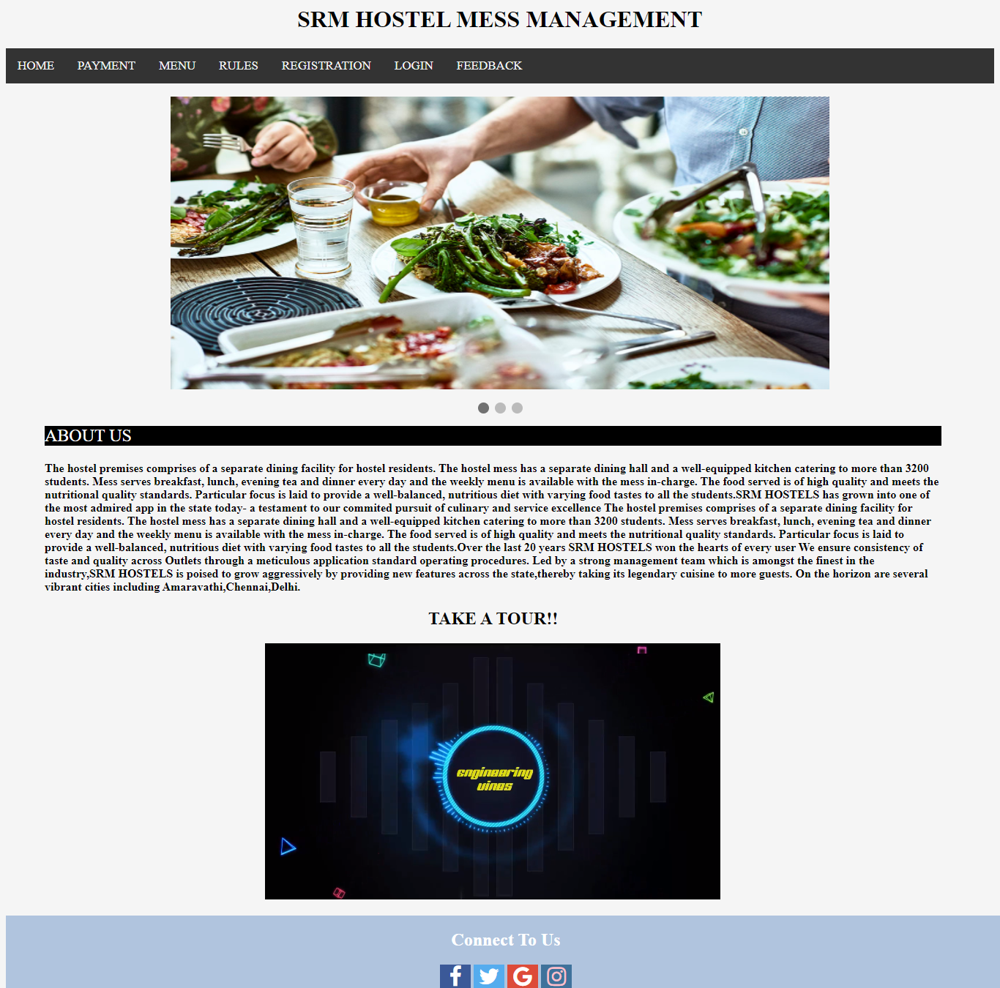 SRM HOSTEL MESS MANAGEMENT
HOME PAYMENT MENU RULES REGISTRATION LOGIN FEEDBACK
ABOUT US
The hostel premises comprises of a separate dining facility for hostel residents. The hostel mess has a separate dining hall and a well-equipped kitchen catering to more than 3200
students. Mess serves breakfast, lunch, evening tea and dinner every day and the weekly menu is available with the mess in-charge. The food served is of high quality and meets the
nutritional quality standards. Particular focus is laid to provide a well-balanced, nutritious diet with varying food tastes to all the students.SRM HOSTELS has grown into one of
the most admired app in the state today- a testament to our commited pursuit of culinary and service excellence The hostel premises comprises of a separate dining facility for
hostel residents. The hostel mess has a separate dining hall and a well-equipped kitchen catering to more than 3200 students. Mess serves breakfast, lunch, evening tea and dinner
every day and the weekly menu is available with the mess in-charge. The food served is of high quality and meets the nutritional quality standards. Particular focus is laid to
provide a well-balanced, nutritious diet with varying food tastes to all the students.Over the last 20 years SRM HOSTELS won the hearts of every user We ensure consistency of
taste and quality across Outlets through a meticulous application standard operating procedures. Led by a strong management team which is amongst the finest in the
industry,SRM HOSTELS is poised to grow aggressively by providing new features across the state,thereby taking its legendary cuisine to more guests. On the horizon are several
vibrant cities including Amaravathi,Chennai,Delhi.
TAKE A TOUR!!
engineering
vines
Connect To Us